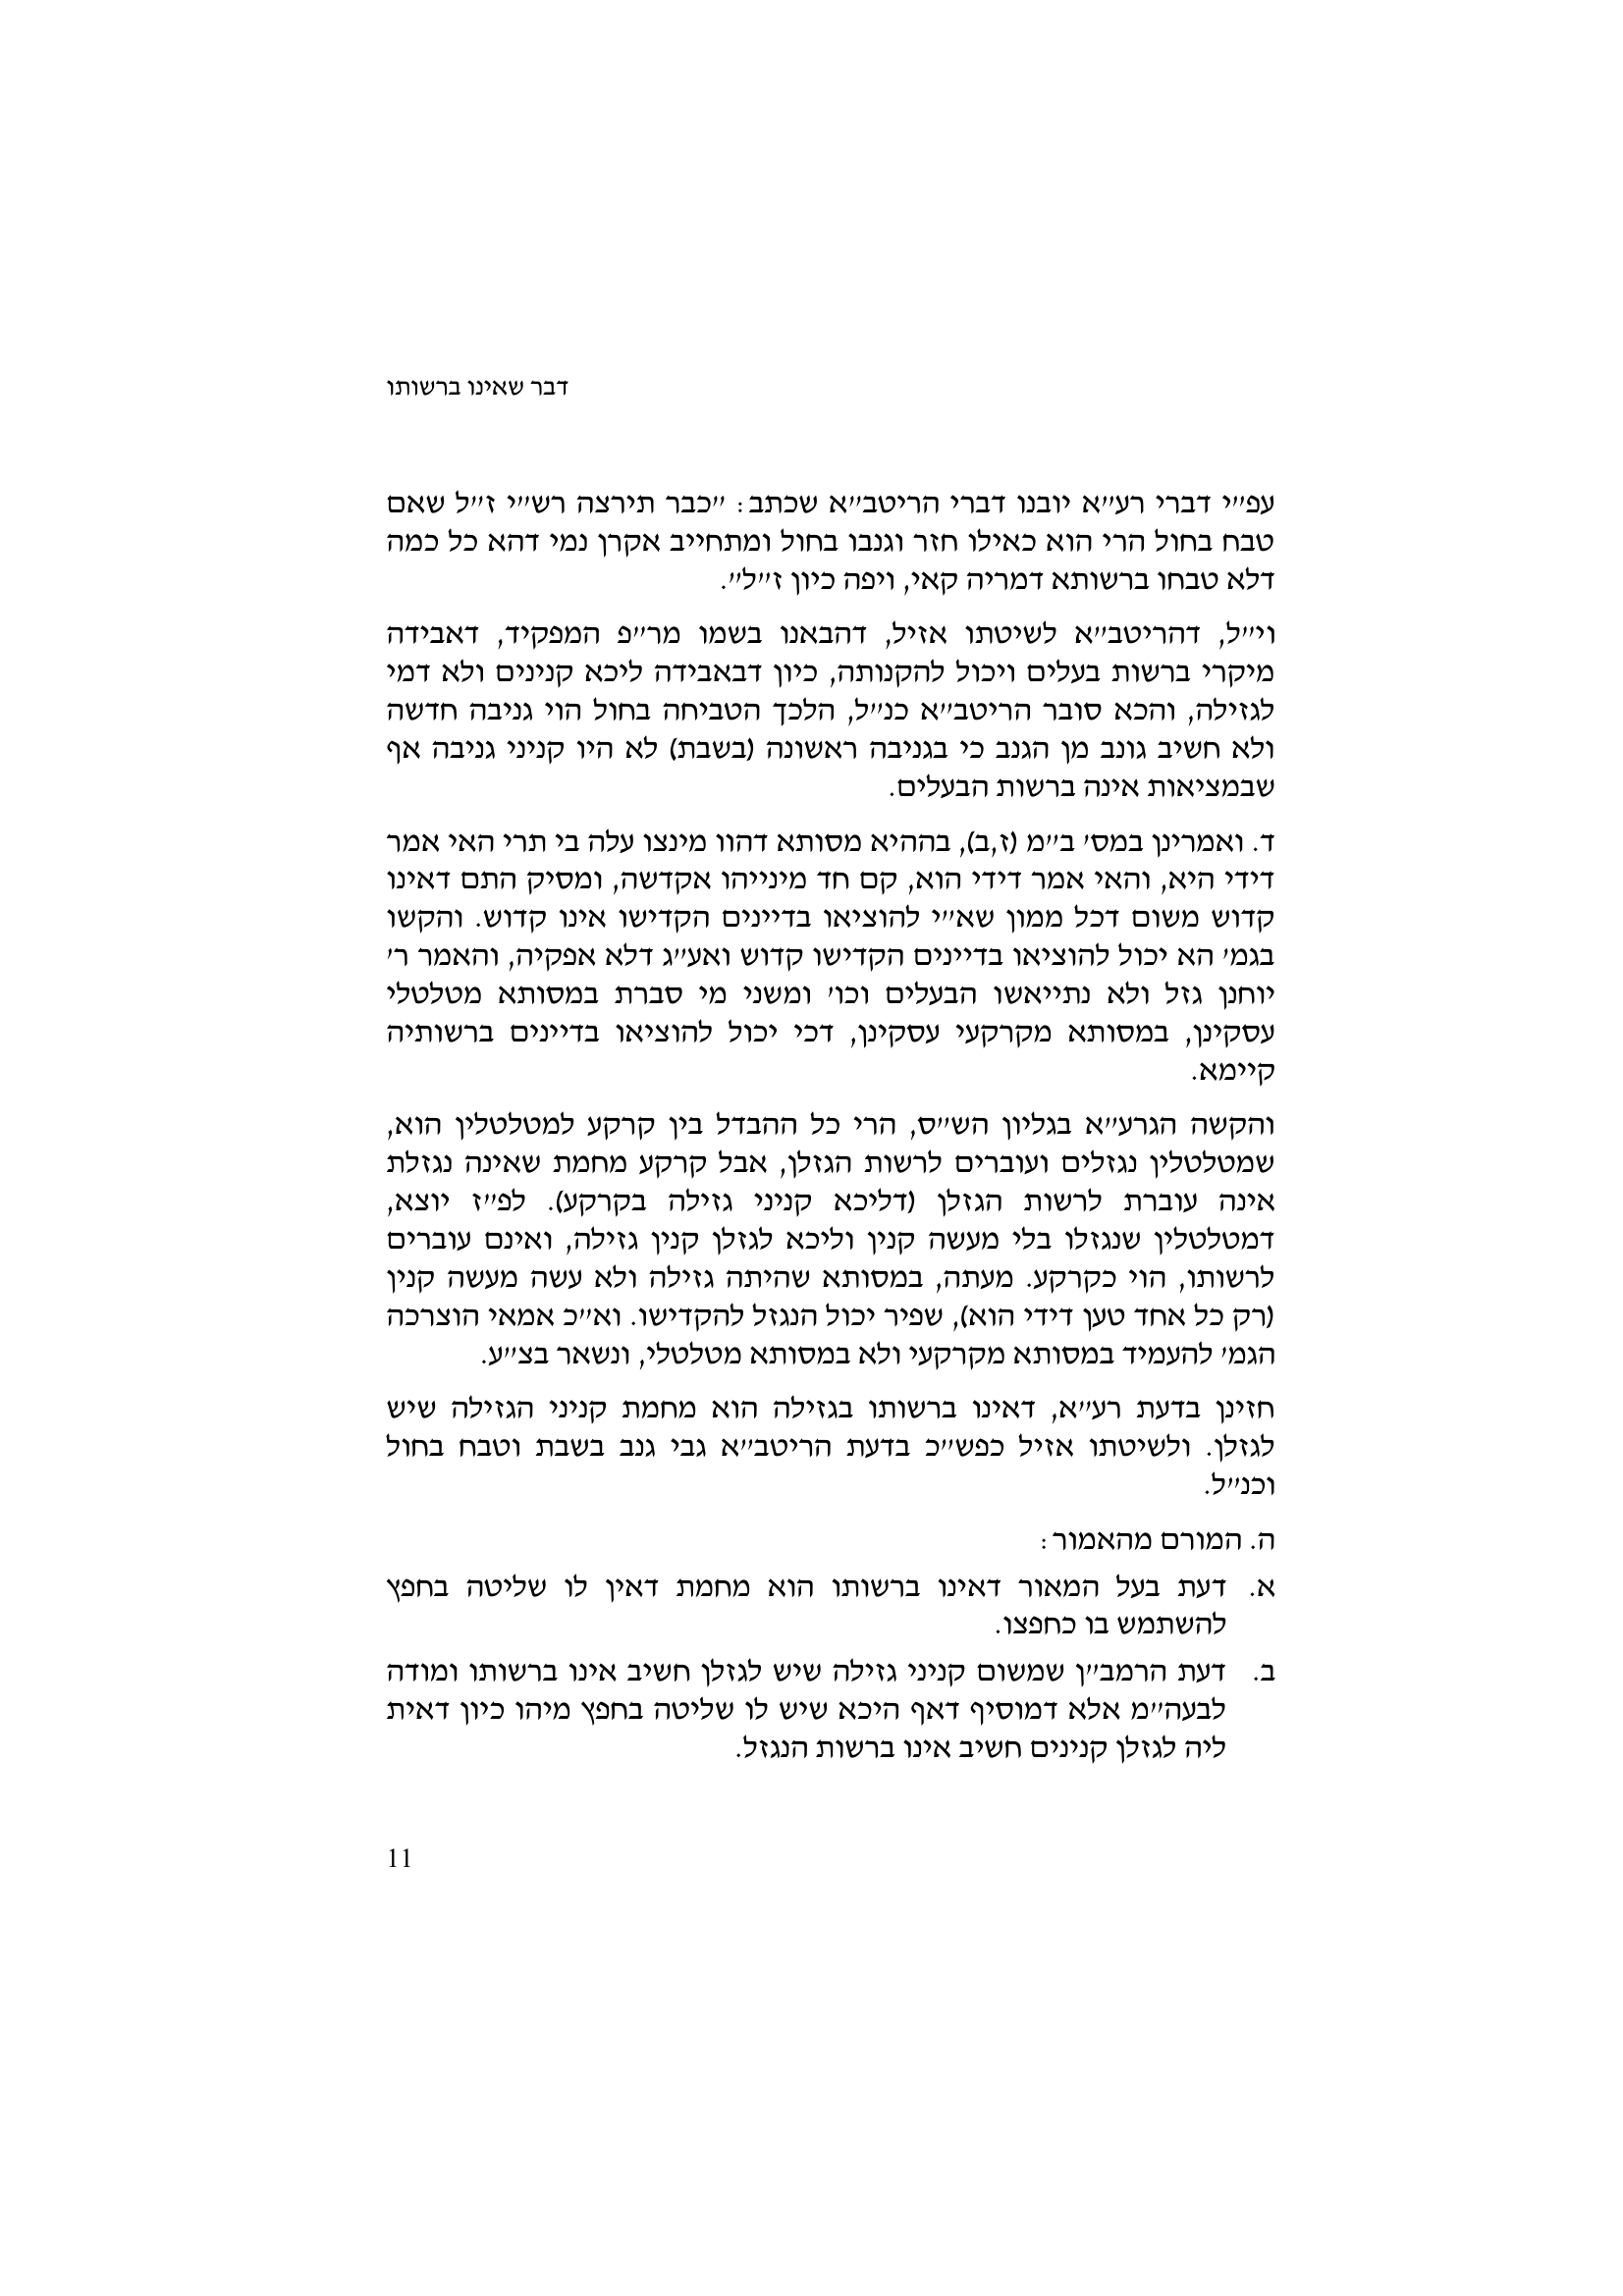 דבר שאינו ברשותו
עפ״י דברי רע״א יובנו דברי הריטב״א שכתב: ״כבר תירצה רש״י ז״ל שאם
טבח בחול הרי הוא כאילו חזר וגנבו בחול ומתחייב אקרן נמי דהא כל כמה
דלא טבחו ברשותא דמריה קאי, ויפה כיון ז״ל״.
וי״ל, דהריטב״א לשיטתו אזיל, דהבאנו בשמו מר״פ המפקיד, דאבידה
מיקרי ברשות בעלים ויכול להקנותה, כיון דבאבידה ליכא קנינים ולא דמי
לגזילה, והכא סובר הריטב״א כנ״ל, הלכך הטביחה בחול הוי גניבה חדשה
ולא חשיב גונב מן הגנב כי בגניבה ראשונה (בשבת) לא היו קניני גניבה אף
שבמציאות אינה ברשות הבעלים.
ד. ואמרינן במס׳ ב״מ (ז,ב), בההיא מסותא דהוו מינצו עלה בי תרי האי אמר
דידי היא, והאי אמר דידי הוא, קם חד מינייהו אקדשה, ומסיק התם דאינו
קדוש משום דכל ממון שא״י להוציאו בדיינים הקדישו אינו קדוש. והקשו
בגמ׳ הא יכול להוציאו בדיינים הקדישו קדוש ואע״ג דלא אפקיה, והאמר ר׳
יוחנן גזל ולא נתייאשו הבעלים וכו׳ ומשני מי סברת במסותא מטלטלי
עסקינן, במסותא מקרקעי עסקינן, דכי יכול להוציאו בדיינים ברשותיה
קיימא.
והקשה הגרע״א בגליון הש״ס, הרי כל ההבדל בין קרקע למטלטלין הוא,
שמטלטלין נגזלים ועוברים לרשות הגזלן, אבל קרקע מחמת שאינה נגזלת
אינה עוברת לרשות הגזלן (דליכא קניני גזילה בקרקע). לפ״ז יוצא,
דמטלטלין שנגזלו בלי מעשה קנין וליכא לגזלן קנין גזילה, ואינם עוברים
לרשותו, הוי כקרקע. מעתה, במסותא שהיתה גזילה ולא עשה מעשה קנין
(רק כל אחד טען דידי הוא), שפיר יכול הנגזל להקדישו. וא״כ אמאי הוצרכה
הגמ׳ להעמיד במסותא מקרקעי ולא במסותא מטלטלי, ונשאר בצ״ע.
חזינן בדעת רע״א, דאינו ברשותו בגזילה הוא מחמת קניני הגזילה שיש
לגזלן. ולשיטתו אזיל כפש״כ בדעת הריטב״א גבי גנב בשבת וטבח בחול
וכנ״ל.
ה. המורם מהאמור:
א. דעת בעל המאור דאינו ברשותו הוא מחמת דאין לו שליטה בחפץ
להשתמש בו כחפצו.
ב. דעת הרמב״ן שמשום קניני גזילה שיש לגזלן חשיב אינו ברשותו ומודה
לבעה״מ אלא דמוסיף דאף היכא שיש לו שליטה בחפץ מיהו כיון דאית
ליה לגזלן קנינים חשיב אינו ברשות הנגזל.
11